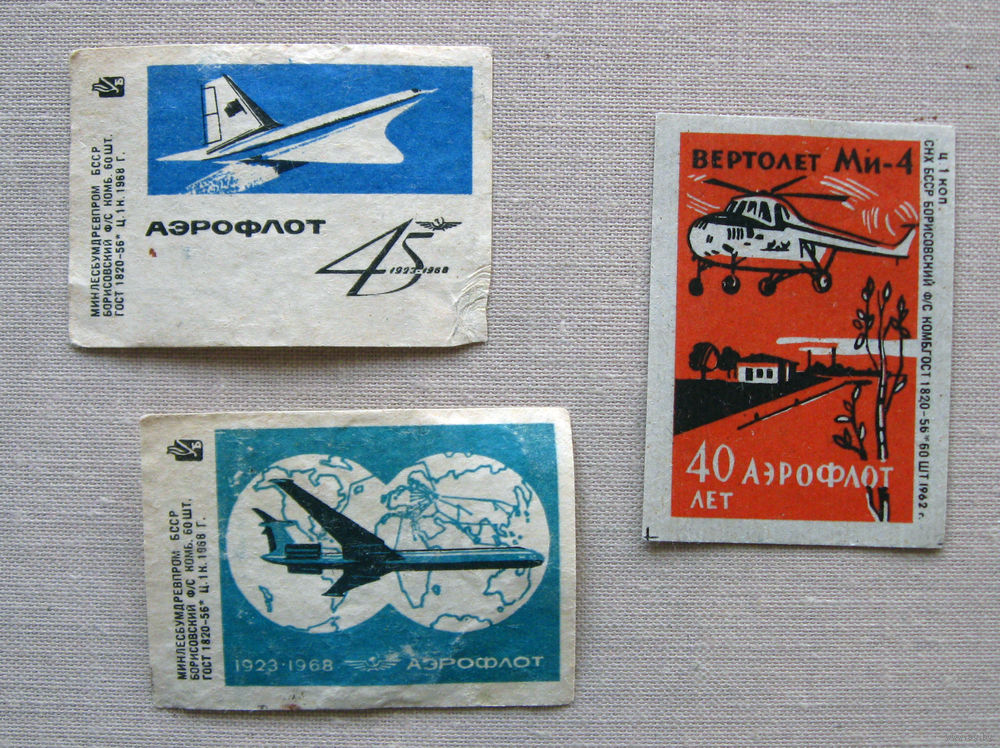 МИНЛЕСБУМДРЕВПРОМ БССР
БОРИСОВСКИЙ Ф/С КОМБ. 60 ШТ.
ГОСТ 1820-56* Ц.1 К. 1968 Г.
АЭРОФЛОТ
45
1923-1968
ВЕРТОЛЕТ Ми-4
40 АЭРОФЛОТ
ЛЕТ
Ц 1 КОП.
СНХ БССР БОРИСОВСКИЙ Ф/С КОМБ.ГОСТ 1820-56*60 ШТ 1962 г.
МИНЛЕСБУМДРЕВПРОМ БССР
БОРИСОВСКИЙ Ф/С КОМБ. 60 ШТ.
ГОСТ 1820-56* Ц.1 К. 1968 Г.
1923·1968 АЭРОФЛОТ